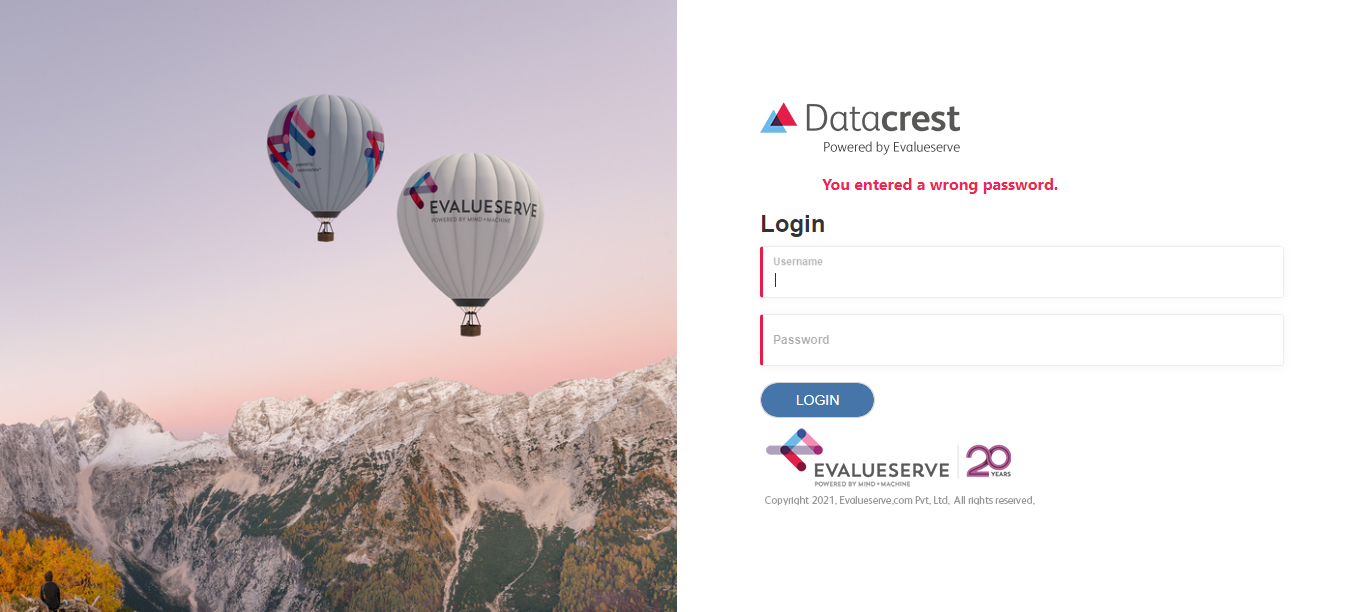 EVALUESERVE
POWERED BY MIND+MACHINE
Datacrest
Powered by Evalueserve
You entered a wrong password.
Login
Username
Password
LOGIN
EVALUESERVE
POWERED BY MIND+MACHINE
20
YEARS
Copyright 2021, Evalueserve.com Pvt. Ltd. All rights reserved.